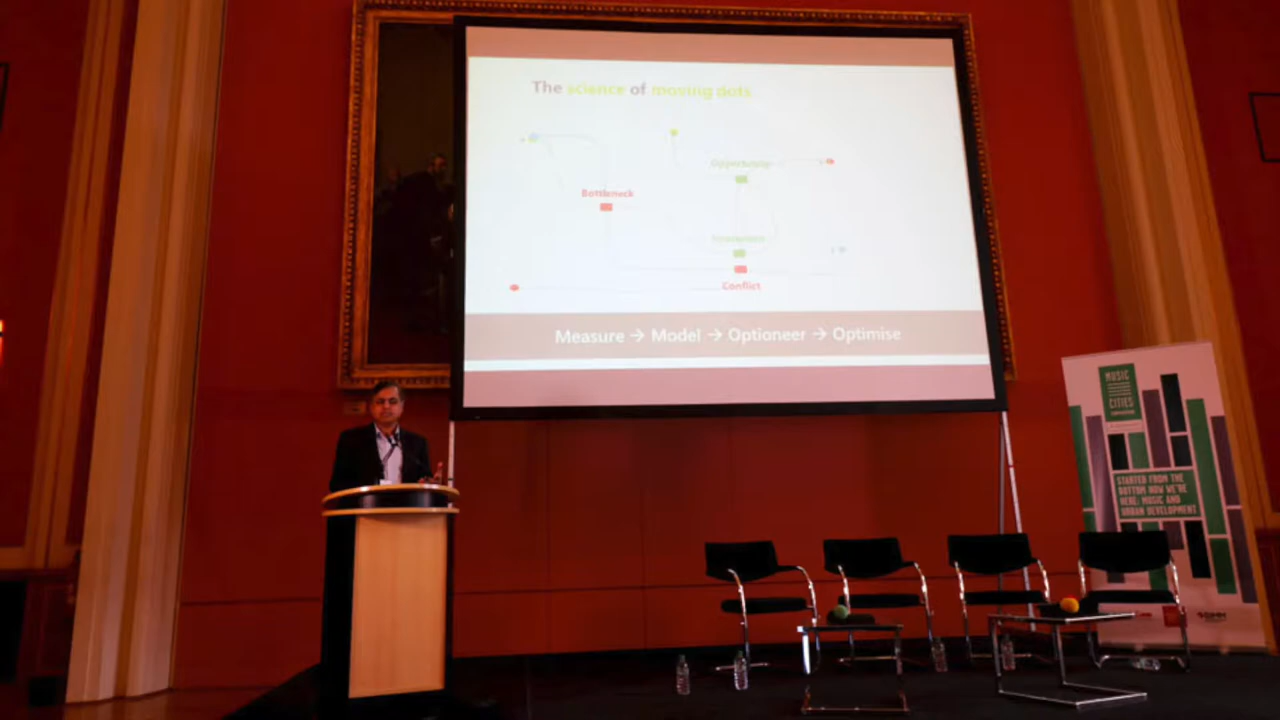 The science of moving dots
Opportunity
Bottleneck
Conflict
Measure → Model → Optioneer → Optimise
MUSIC
CITIES
STARTED FROM THE
BOTTOM NOW WE'RE
HERE: MUSIC AND
URBAN DEVELOPMENT